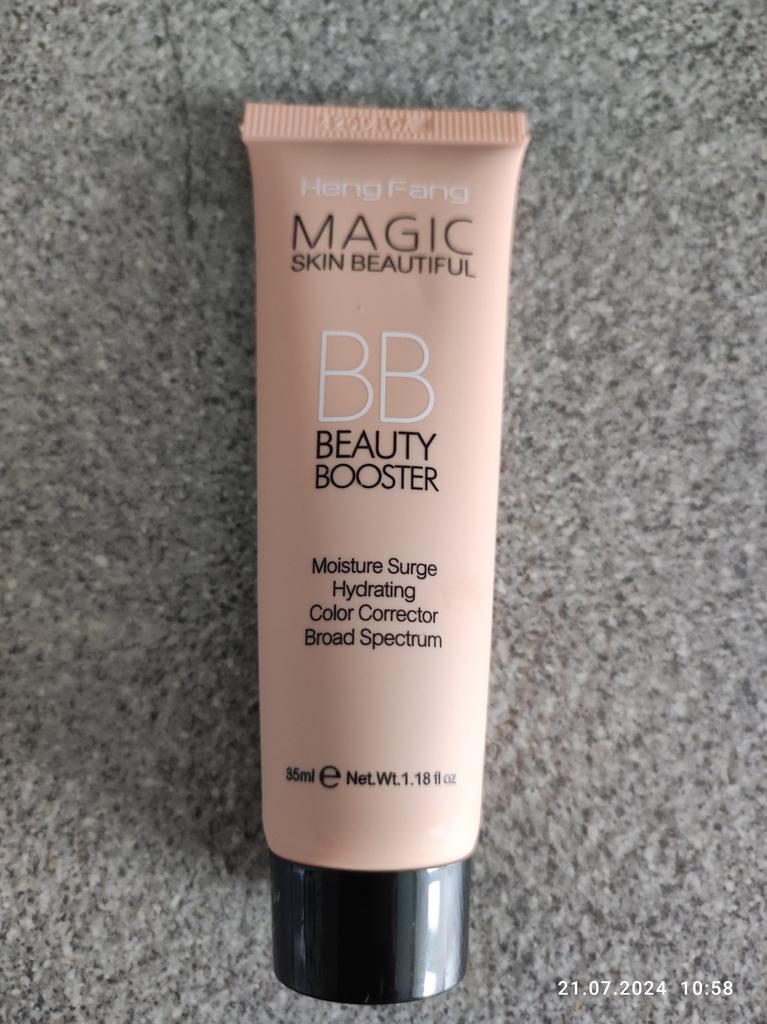 Heng Fang
MAGIC
SKIN BEAUTIFUL
BB
BEAUTY
BOOSTER
Moisture Surge
Hydrating
Color Corrector
Broad Spectrum
35ml e Net.Wt.1.18 fl oz
21.07.2024 10:58